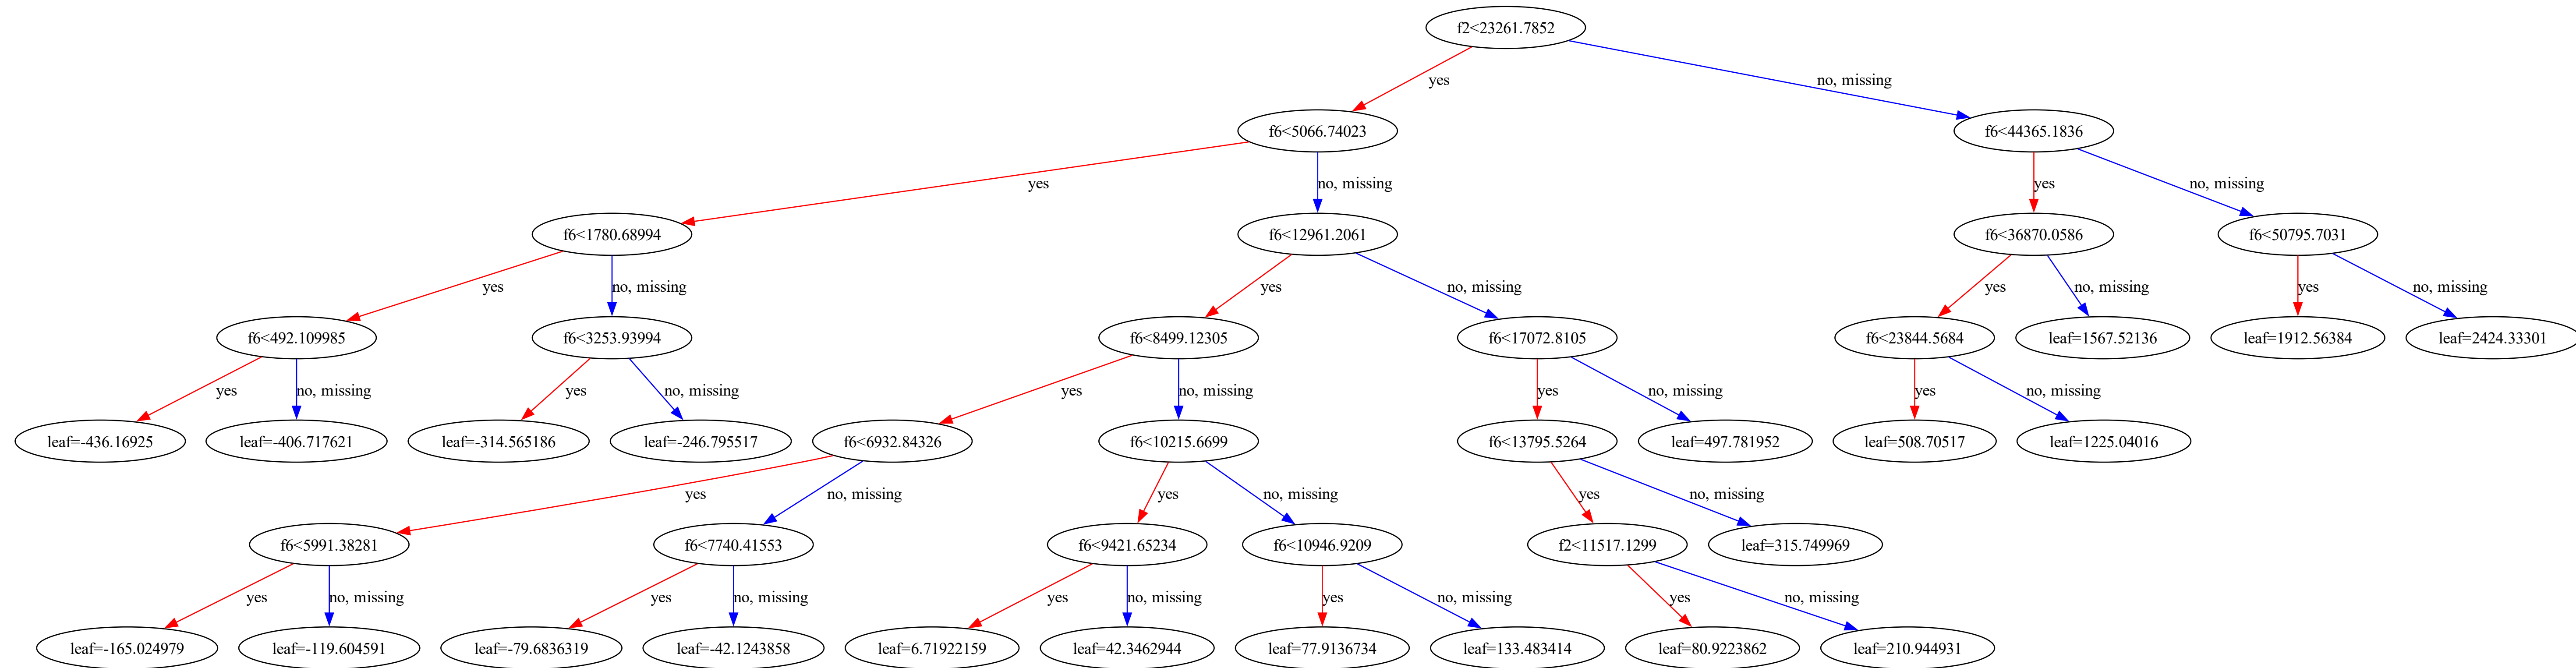 f2<23261.7852
yes
no, missing
f6<5066.74023
f6<44365.1836
yes
no, missing
yes
no, missing
f6<1780.68994
f6<12961.2061
f6<36870.0586
f6<50795.7031
yes
no, missing
yes
no, missing
yes
no, missing
yes
no, missing
f6<492.109985
f6<3253.93994
f6<8499.12305
f6<17072.8105
f6<23844.5684
leaf=1567.52136
leaf=1912.56384
leaf=2424.33301
yes
no, missing
yes
no, missing
yes
no, missing
yes
no, missing
yes
no, missing
leaf=-436.16925
leaf=-406.717621
leaf=-314.565186
leaf=-246.795517
f6<6932.84326
f6<10215.6699
f6<13795.5264
leaf=497.781952
leaf=508.70517
leaf=1225.04016
yes
no, missing
yes
no, missing
yes
no, missing
f6<5991.38281
f6<7740.41553
f6<9421.65234
f6<10946.9209
f2<11517.1299
leaf=315.749969
yes
no, missing
yes
no, missing
yes
no, missing
yes
no, missing
yes
no, missing
leaf=-165.024979
leaf=-119.604591
leaf=-79.6836319
leaf=-42.1243858
leaf=6.71922159
leaf=42.3462944
leaf=77.9136734
leaf=133.483414
leaf=80.9223862
leaf=210.944931